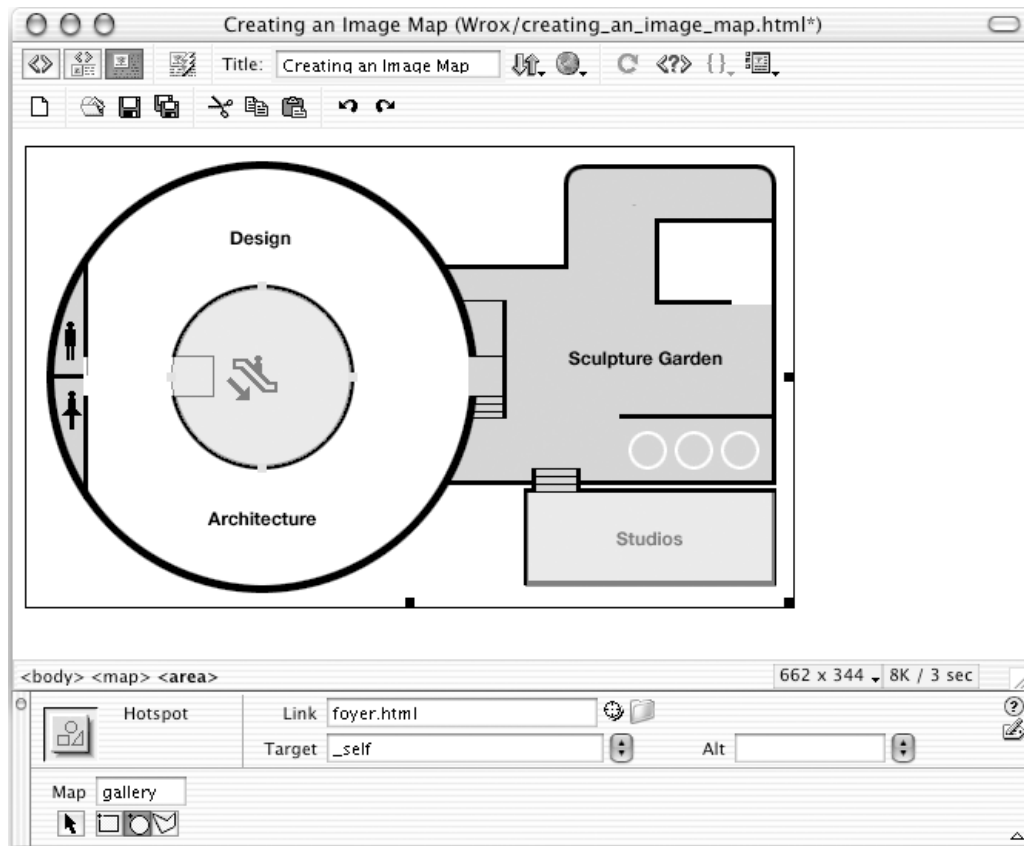 Creating an Image Map (Wrox/creating_an_image_map.html*)
Title: Creating an Image Map
Design
Sculpture Garden
Architecture
Studios
<body> <map> <area>
662 x 344 8K / 3 sec
Hotspot Link foyer.html
Target _self Alt
Map gallery